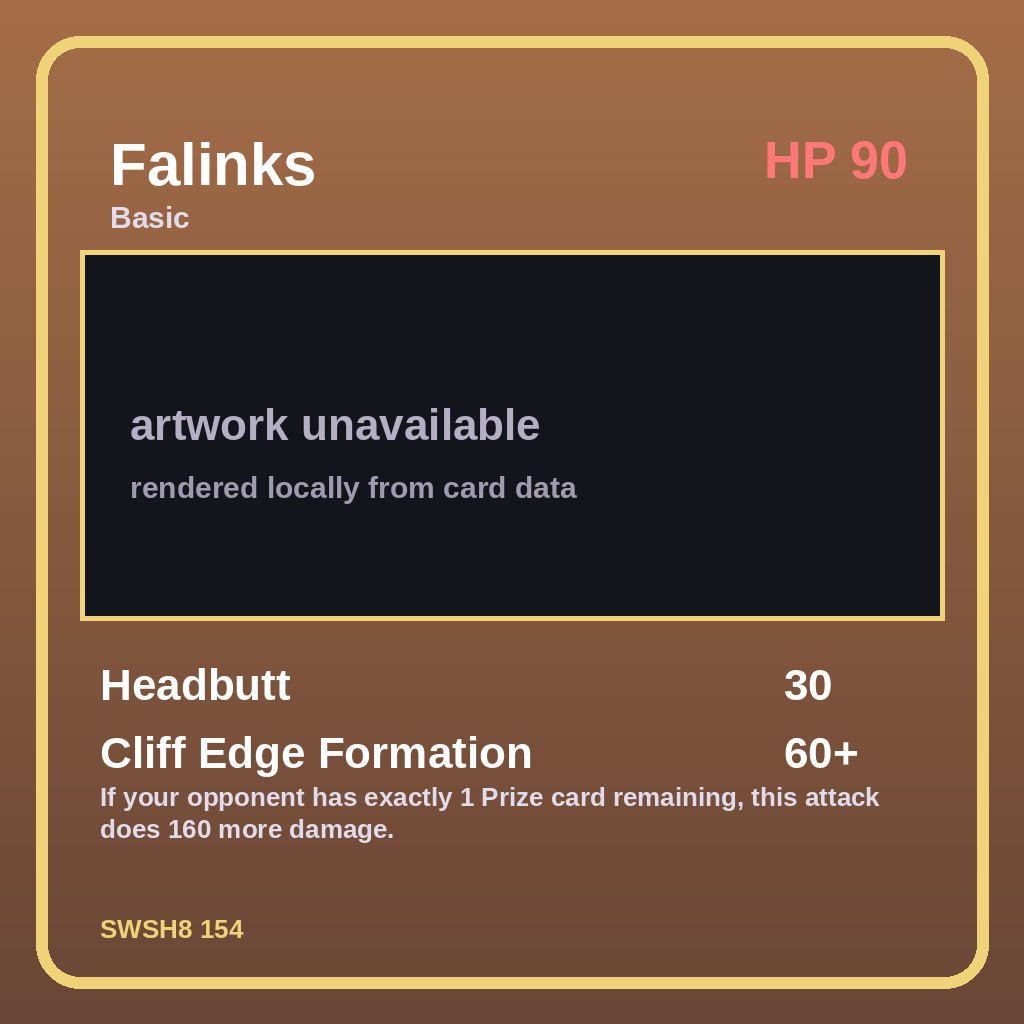 Falinks
HP 90
Basic
artwork unavailable
rendered locally from card data
Headbutt 30
Cliff Edge Formation 60+
If your opponent has exactly 1 Prize card remaining, this attack
does 160 more damage.
SWSH8 154